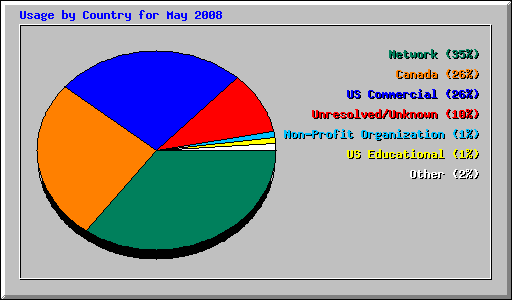 Usage by Country for May 2008
Network (35%)
Canada (26%)
US Commercial (26%)
Unresolved/Unknown (10%)
Non-Profit Organization (1%)
US Educational (1%)
Other (2%)